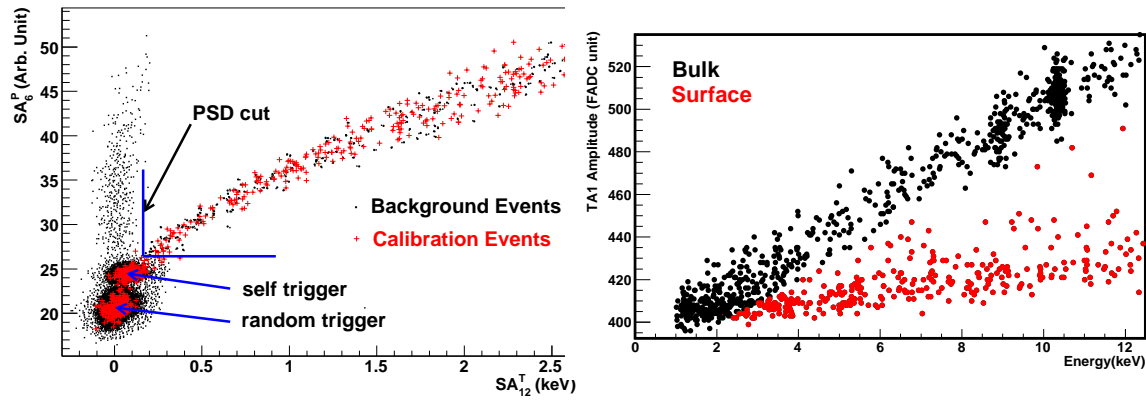 SA6P (Arb. Unit)
50
45
40
35
30
25
20
PSD cut
Background Events
Calibration Events
self trigger
random trigger
0
0.5
1
1.5
2
2.5
SA12T (keV)
TA1 Amplitude (FADC unit)
520
500
480
460
440
420
400
Bulk
Surface
0
2
4
6
8
10
12
Energy(keV)